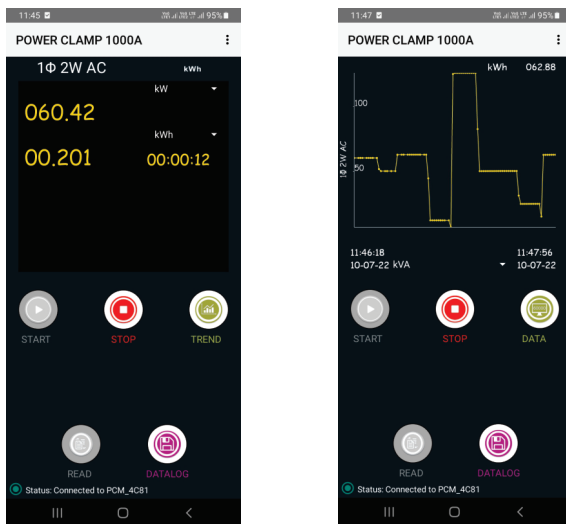 11:45 95%
POWER CLAMP 1000A
1Φ 2W AC kWh
kW
060.42
kWh
00.201 00:00:12
START STOP TREND
READ DATALOG
Status: Connected to PCM_4C81
11:47 95%
POWER CLAMP 1000A
kWh 062.88
100
50
1Φ 2W AC
11:46:18 11:47:56
10-07-22 kVA 10-07-22
START STOP DATA
READ DATALOG
Status: Connected to PCM_4C81